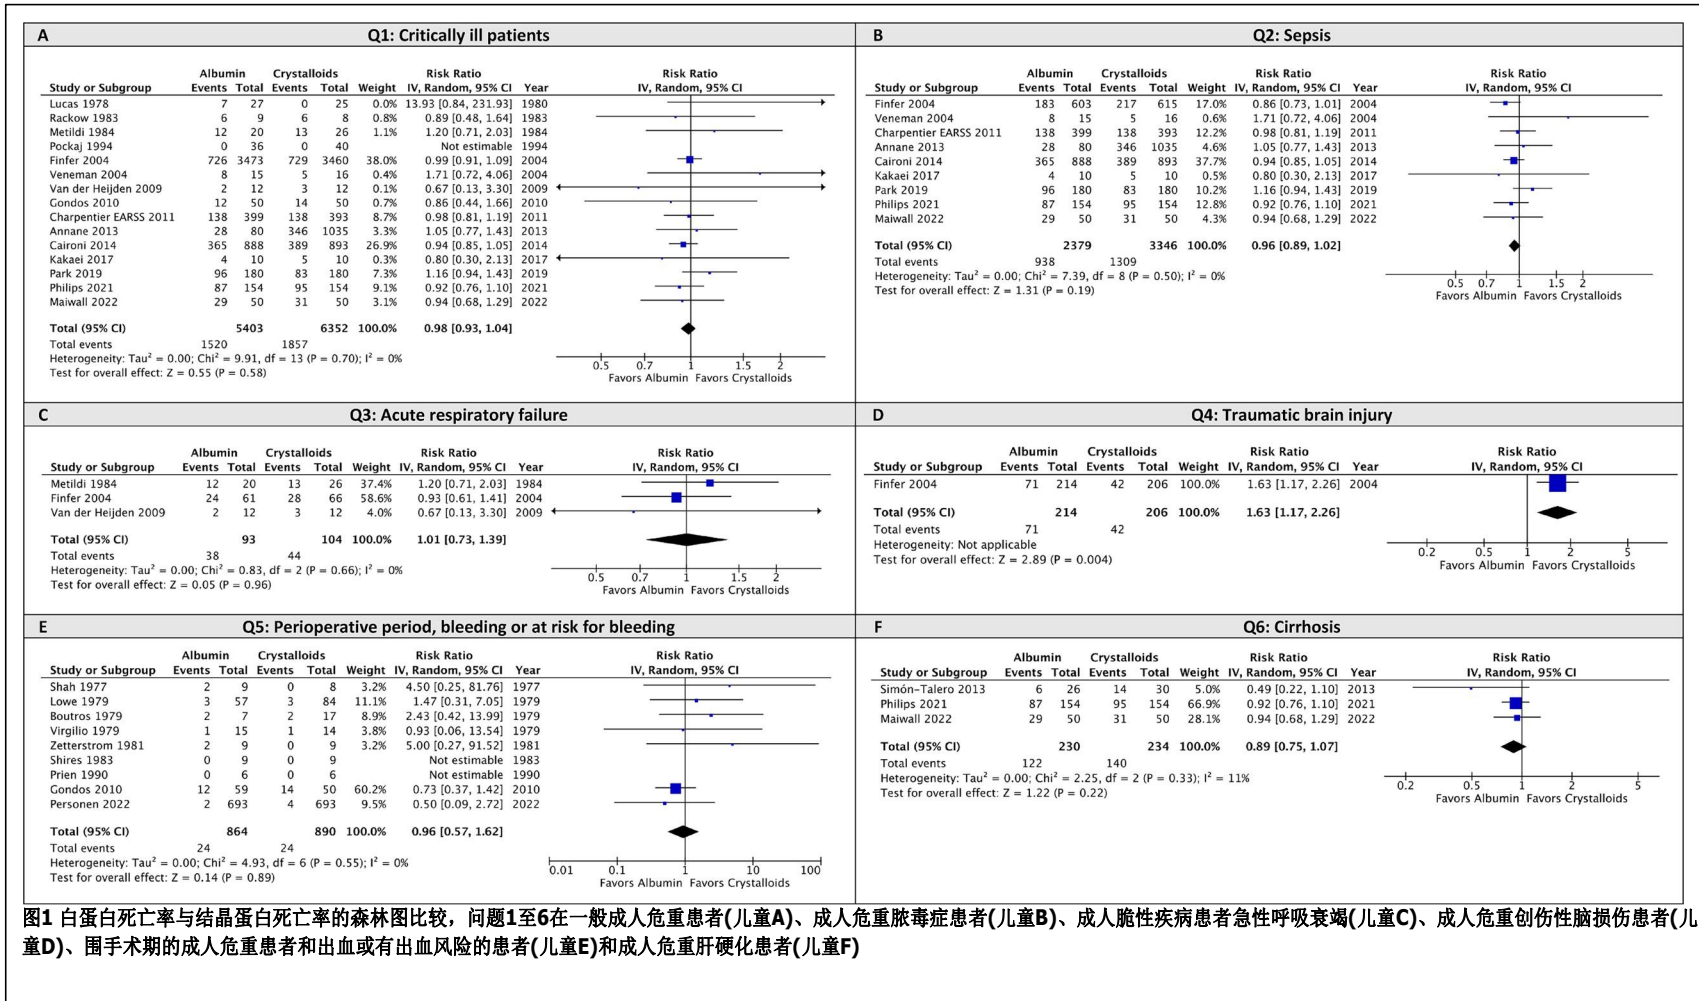 A Q1: Critically ill patients
Albumin Crystalloids Risk Ratio Risk Ratio
Study or Subgroup Events Total Events Total Weight IV, Random, 95% CI Year IV, Random, 95% CI
Lucas 1978 7 27 0 25 0.0% 13.93 [0.84, 231.93] 1980
Rackow 1983 6 9 6 8 0.8% 0.89 [0.48, 1.64] 1983
Metildi 1984 12 20 13 26 1.1% 1.20 [0.71, 2.03] 1984
Pockaj 1994 0 36 0 40 Not estimable 1994
Finfer 2004 726 3473 729 3460 38.0% 0.99 [0.91, 1.09] 2004
Veneman 2004 8 15 5 16 0.4% 1.71 [0.72, 4.06] 2004
Van der Heijden 2009 2 12 3 12 0.1% 0.67 [0.13, 3.30] 2009
Gondos 2010 12 50 14 50 0.7% 0.86 [0.44, 1.66] 2010
Charpentier EARSS 2011 138 399 138 393 8.7% 0.98 [0.81, 1.19] 2011
Annane 2013 28 80 346 1035 3.3% 1.05 [0.77, 1.43] 2013
Caironi 2014 365 888 389 893 26.9% 0.94 [0.85, 1.05] 2014
Kakaei 2017 4 10 5 10 0.3% 0.80 [0.30, 2.13] 2017
Park 2019 96 180 83 180 7.3% 1.16 [0.94, 1.43] 2019
Philips 2021 87 154 95 154 9.1% 0.92 [0.76, 1.10] 2021
Maiwall 2022 29 50 31 50 3.1% 0.94 [0.68, 1.29] 2022
Total (95% CI) 5403 6352 100.0% 0.98 [0.93, 1.04]
Total events 1520 1857
Heterogeneity: Tau² = 0.00; Chi² = 9.91, df = 13 (P = 0.70); I² = 0%
Test for overall effect: Z = 0.55 (P = 0.58)
0.5 0.7 1 1.5 2
Favors Albumin Favors Crystalloids
B Q2: Sepsis
Albumin Crystalloids Risk Ratio Risk Ratio
Study or Subgroup Events Total Events Total Weight IV, Random, 95% CI Year IV, Random, 95% CI
Finfer 2004 183 603 217 615 17.0% 0.86 [0.73, 1.01] 2004
Veneman 2004 8 15 5 16 0.6% 1.71 [0.72, 4.06] 2004
Charpentier EARSS 2011 138 399 138 393 12.2% 0.98 [0.81, 1.19] 2011
Annane 2013 28 80 346 1035 4.7% 1.05 [0.77, 1.43] 2013
Caironi 2014 365 888 389 893 37.7% 0.94 [0.85, 1.05] 2014
Kakaei 2017 4 10 5 10 0.5% 0.80 [0.30, 2.13] 2017
Park 2019 96 180 83 180 10.2% 1.16 [0.94, 1.43] 2019
Philips 2021 87 154 95 154 12.8% 0.92 [0.76, 1.10] 2021
Maiwall 2022 29 50 31 50 4.3% 0.94 [0.68, 1.29] 2022
Total (95% CI) 2379 3346 100.0% 0.96 [0.89, 1.02]
Total events 938 1309
Heterogeneity: Tau² = 0.00; Chi² = 7.39, df = 8 (P = 0.50); I² = 0%
Test for overall effect: Z = 1.31 (P = 0.19)
0.5 0.7 1 1.5 2
Favors Albumin Favors Crystalloids
C Q3: Acute respiratory failure
Albumin Crystalloids Risk Ratio Risk Ratio
Study or Subgroup Events Total Events Total Weight IV, Random, 95% CI Year IV, Random, 95% CI
Metildi 1984 12 20 13 26 37.4% 1.20 [0.71, 2.03] 1984
Finfer 2004 24 61 28 66 58.6% 0.93 [0.61, 1.41] 2004
Van der Heijden 2009 2 12 3 12 4.0% 0.67 [0.13, 3.30] 2009
Total (95% CI) 93 104 100.0% 1.01 [0.73, 1.39]
Total events 38 44
Heterogeneity: Tau² = 0.00; Chi² = 0.83, df = 2 (P = 0.66); I² = 0%
Test for overall effect: Z = 0.05 (P = 0.96)
0.5 0.7 1 1.5 2
Favors Albumin Favors Crystalloids
D Q4: Traumatic brain injury
Albumin Crystalloids Risk Ratio Risk Ratio
Study or Subgroup Events Total Events Total Weight IV, Random, 95% CI Year IV, Random, 95% CI
Finfer 2004 71 214 42 206 100.0% 1.63 [1.17, 2.26] 2004
Total (95% CI) 214 206 100.0% 1.63 [1.17, 2.26]
Total events 71 42
Heterogeneity: Not applicable
Test for overall effect: Z = 2.89 (P = 0.004)
0.2 0.5 1 2 5
Favors Albumin Favors Crystalloids
E Q5: Perioperative period, bleeding or at risk for bleeding
Albumin Crystalloids Risk Ratio Risk Ratio
Study or Subgroup Events Total Events Total Weight IV, Random, 95% CI Year IV, Random, 95% CI
Shah 1977 2 9 0 8 3.2% 4.50 [0.25, 81.76] 1977
Lowe 1979 3 57 3 84 11.1% 1.47 [0.31, 7.05] 1979
Boutros 1979 2 7 2 17 8.9% 2.43 [0.42, 13.99] 1979
Virgilio 1979 1 15 1 14 3.8% 0.93 [0.06, 13.54] 1979
Zetterstrom 1981 2 9 0 9 3.2% 5.00 [0.27, 91.52] 1981
Shires 1983 0 9 0 9 Not estimable 1983
Prien 1990 0 6 0 6 Not estimable 1990
Gondos 2010 12 59 14 50 60.2% 0.73 [0.37, 1.42] 2010
Personen 2022 2 693 4 693 9.5% 0.50 [0.09, 2.72] 2022
Total (95% CI) 864 890 100.0% 0.96 [0.57, 1.62]
Total events 24 24
Heterogeneity: Tau² = 0.00; Chi² = 4.93, df = 6 (P = 0.55); I² = 0%
Test for overall effect: Z = 0.14 (P = 0.89)
0.01 0.1 1 10 100
Favors Albumin Favors Crystalloids
F Q6: Cirrhosis
Albumin Crystalloids Risk Ratio Risk Ratio
Study or Subgroup Events Total Events Total Weight IV, Random, 95% CI Year IV, Random, 95% CI
Simón-Talero 2013 6 26 14 30 5.0% 0.49 [0.22, 1.10] 2013
Philips 2021 87 154 95 154 66.9% 0.92 [0.76, 1.10] 2021
Maiwall 2022 29 50 31 50 28.1% 0.94 [0.68, 1.29] 2022
Total (95% CI) 230 234 100.0% 0.89 [0.75, 1.07]
Total events 122 140
Heterogeneity: Tau² = 0.00; Chi² = 2.25, df = 2 (P = 0.33); I² = 11%
Test for overall effect: Z = 1.22 (P = 0.22)
0.2 0.5 1 2 5
Favors Albumin Favors Crystalloids
图1 白蛋白死亡率与结晶蛋白死亡率的森林图比较，问题1至6在一般成人危重患者(儿童A)、成人危重脓毒症患者(儿童B)、成人脆性疾病患者急性呼吸衰竭(儿童C)、成人危重创伤性脑损伤患者(儿
童D)、围手术期的成人危重患者和出血或有出血风险的患者(儿童E)和成人危重肝硬化患者(儿童F)